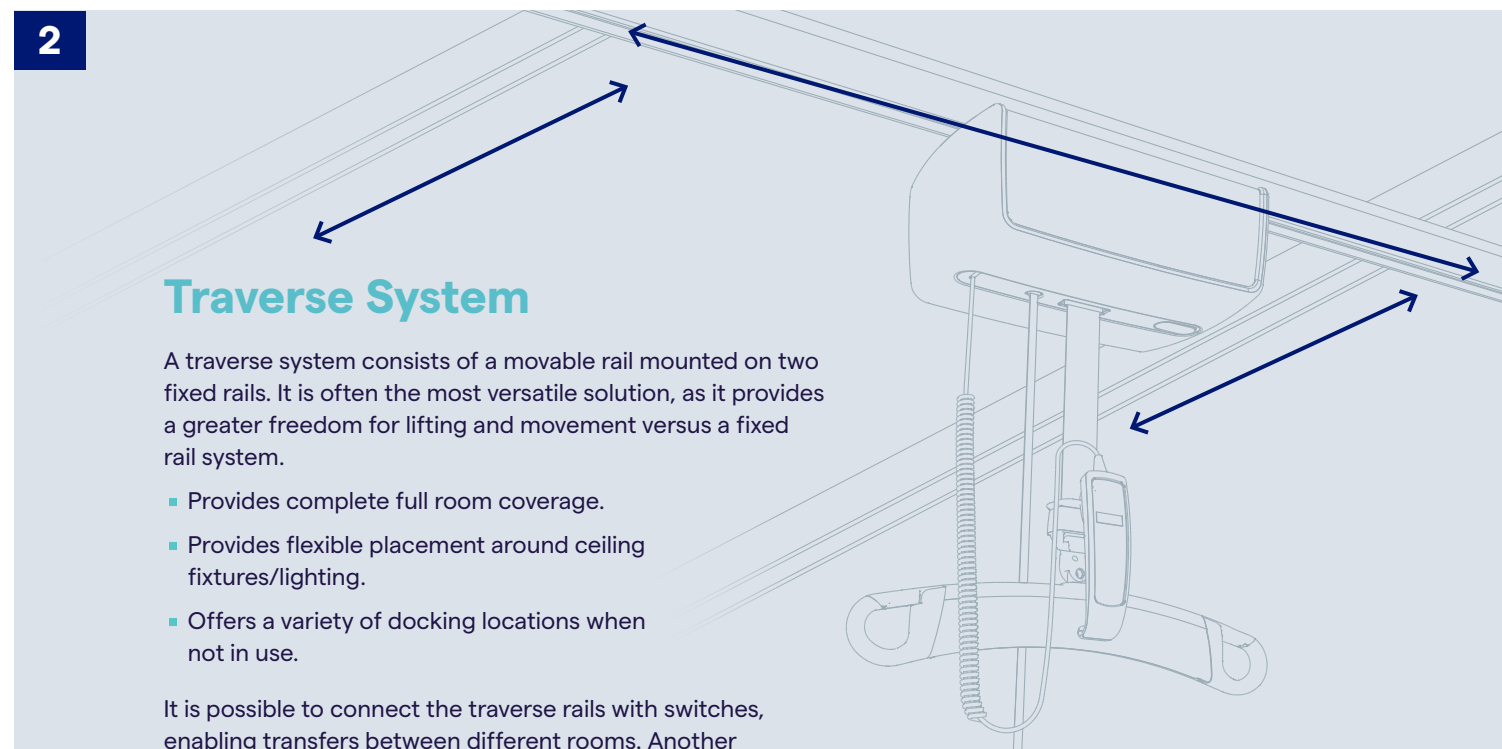 2
Traverse System
A traverse system consists of a movable rail mounted on two
fixed rails. It is often the most versatile solution, as it provides
a greater freedom for lifting and movement versus a fixed
rail system.
Provides complete full room coverage.
Provides flexible placement around ceiling
fixtures/lighting.
Offers a variety of docking locations when
not in use.
It is possible to connect the traverse rails with switches,
enabling transfers between different rooms. Another